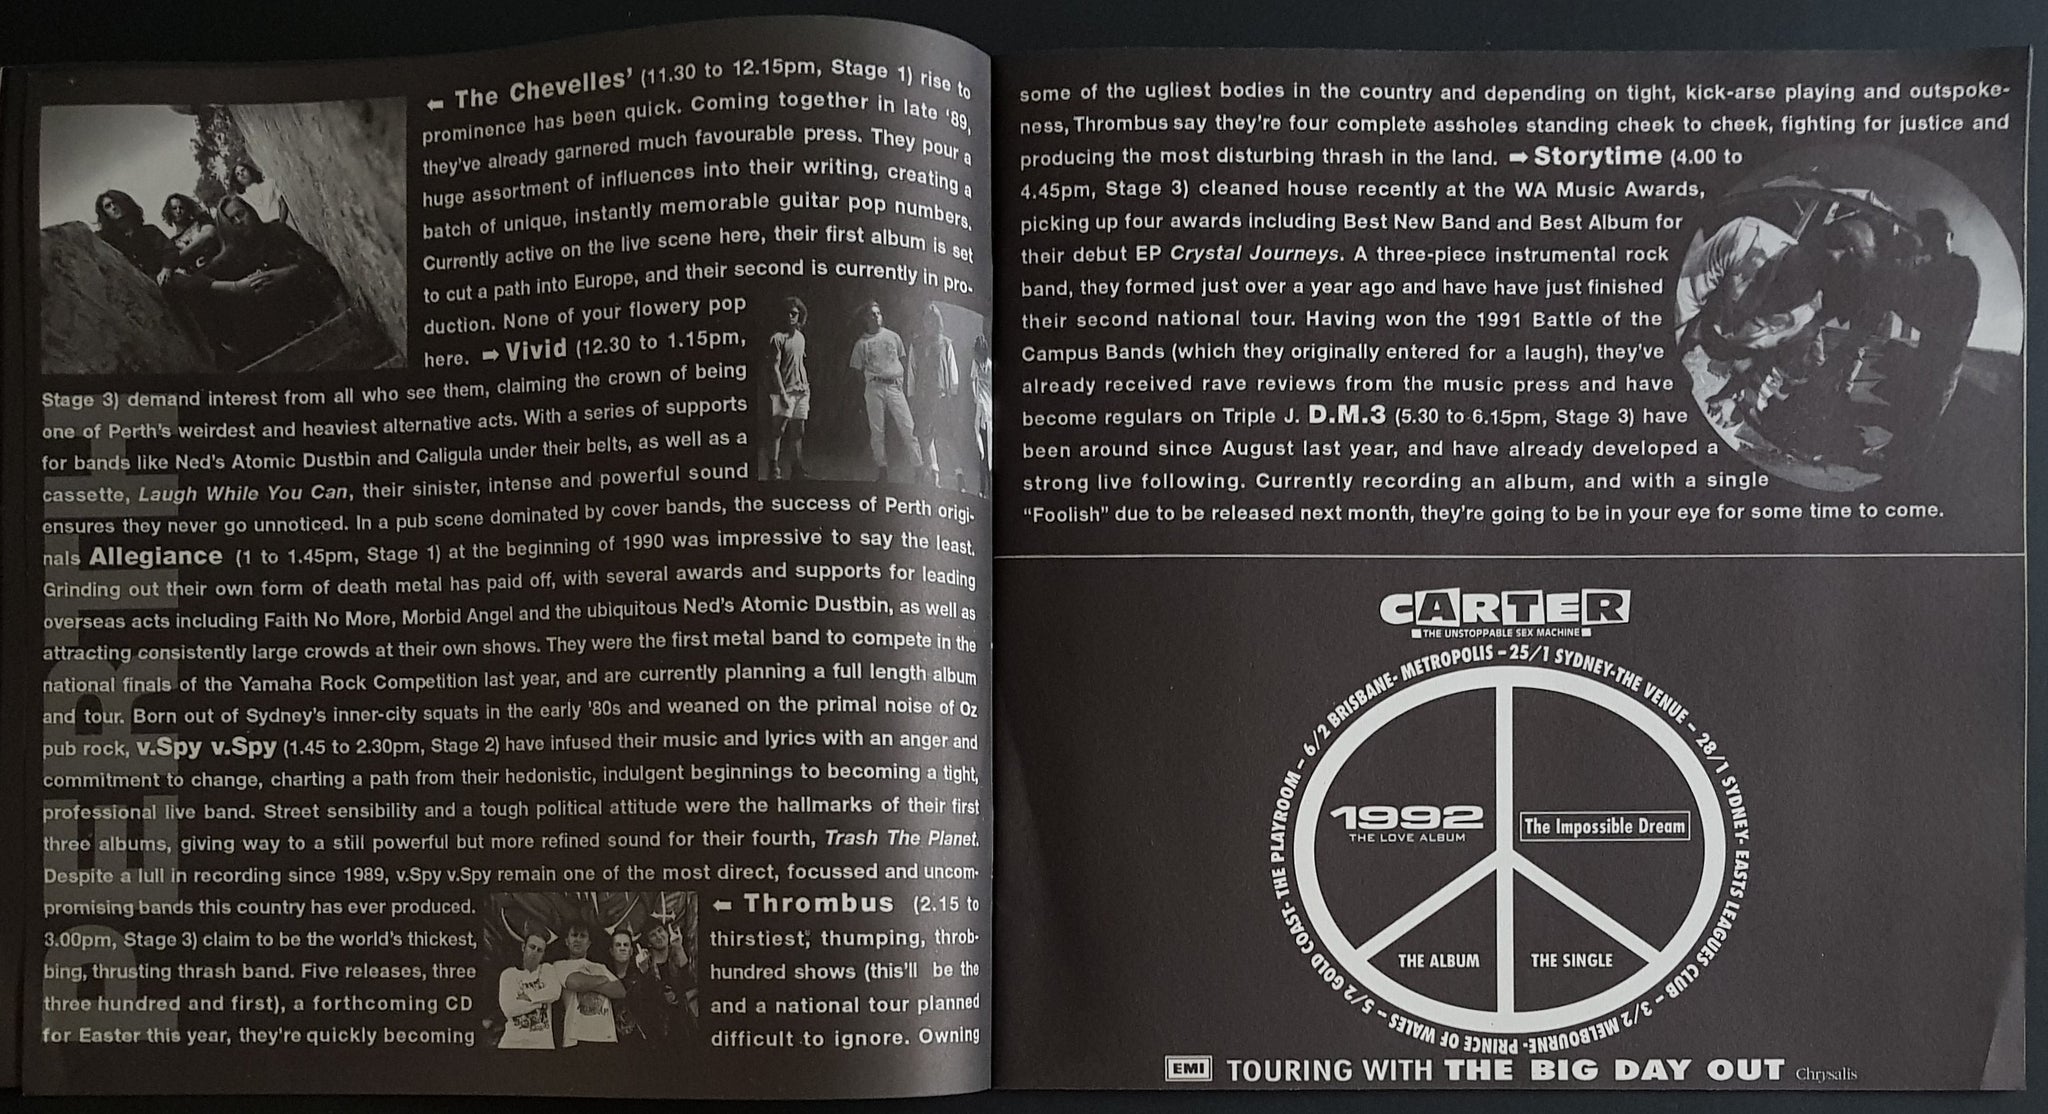 PERTH
⬅ The Chevelles' (11.30 to 12.15pm, Stage 1) rise to
prominence has been quick. Coming together in late '89,
they've already garnered much favourable press. They pour a
huge assortment of influences into their writing, creating a
batch of unique, instantly memorable guitar pop numbers.
Currently active on the live scene here, their first album is set
to cut a path into Europe, and their second is currently in pro-
duction. None of your flowery pop
here. ➡ Vivid (12.30 to 1.15pm,
Stage 3) demand interest from all who see them, claiming the crown of being
one of Perth's weirdest and heaviest alternative acts. With a series of supports
for bands like Ned's Atomic Dustbin and Caligula under their belts, as well as a
cassette, Laugh While You Can, their sinister, intense and powerful sound
ensures they never go unnoticed. In a pub scene dominated by cover bands, the success of Perth origi-
nals Allegiance (1 to 1.45pm, Stage 1) at the beginning of 1990 was impressive to say the least.
Grinding out their own form of death metal has paid off, with several awards and supports for leading
overseas acts including Faith No More, Morbid Angel and the ubiquitous Ned's Atomic Dustbin, as well as
attracting consistently large crowds at their own shows. They were the first metal band to compete in the
national finals of the Yamaha Rock Competition last year, and are currently planning a full length album
and tour. Born out of Sydney's inner-city squats in the early '80s and weaned on the primal noise of Oz
pub rock, v.Spy v.Spy (1.45 to 2.30pm, Stage 2) have infused their music and lyrics with an anger and
commitment to change, charting a path from their hedonistic, indulgent beginnings to becoming a tight,
professional live band. Street sensibility and a tough political attitude were the hallmarks of their first
three albums, giving way to a still powerful but more refined sound for their fourth, Trash The Planet.
Despite a lull in recording since 1989, v.Spy v.Spy remain one of the most direct, focussed and uncom-
promising bands this country has ever produced. ⬅ Thrombus (2.15 to
3.00pm, Stage 3) claim to be the world's thickest, thirstiest, thumping, throb-
bing, thrusting thrash band. Five releases, three hundred shows (this'll be the
three hundred and first), a forthcoming CD and a national tour planned
for Easter this year, they're quickly becoming difficult to ignore. Owning
some of the ugliest bodies in the country and depending on tight, kick-arse playing and outspoke-
ness, Thrombus say they're four complete assholes standing cheek to cheek, fighting for justice and
producing the most disturbing thrash in the land. ➡ Storytime (4.00 to
4.45pm, Stage 3) cleaned house recently at the WA Music Awards,
picking up four awards including Best New Band and Best Album for
their debut EP Crystal Journeys. A three-piece instrumental rock
band, they formed just over a year ago and have have just finished
their second national tour. Having won the 1991 Battle of the
Campus Bands (which they originally entered for a laugh), they've
already received rave reviews from the music press and have
become regulars on Triple J. D.M.3 (5.30 to 6.15pm, Stage 3) have
been around since August last year, and have already developed a
strong live following. Currently recording an album, and with a single
"Foolish" due to be released next month, they're going to be in your eye for some time to come.
CARTER
THE UNSTOPPABLE SEX MACHINE
25/1 SYDNEY-THE VENUE – 28/1 SYDNEY- EASTS LEAGUES CLUB – 3/2 MELBOURNE- PRINCE OF WALES – 5/2 GOLD COAST- THE PLAYROOM – 6/2 BRISBANE- METROPOLIS –
1992
THE LOVE ALBUM
The Impossible Dream
THE ALBUM
THE SINGLE
EMI TOURING WITH THE BIG DAY OUT Chrysalis